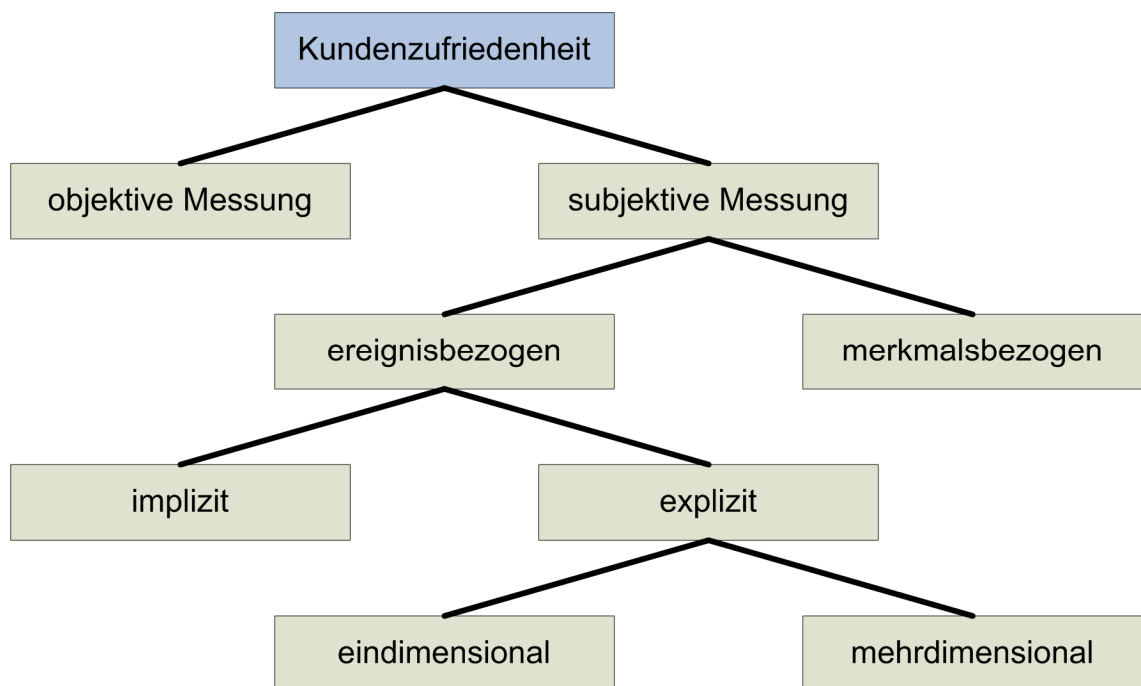 Kundenzufriedenheit
objektive Messung
subjektive Messung
ereignisbezogen
merkmalsbezogen
implizit
explizit
eindimensional
mehrdimensional